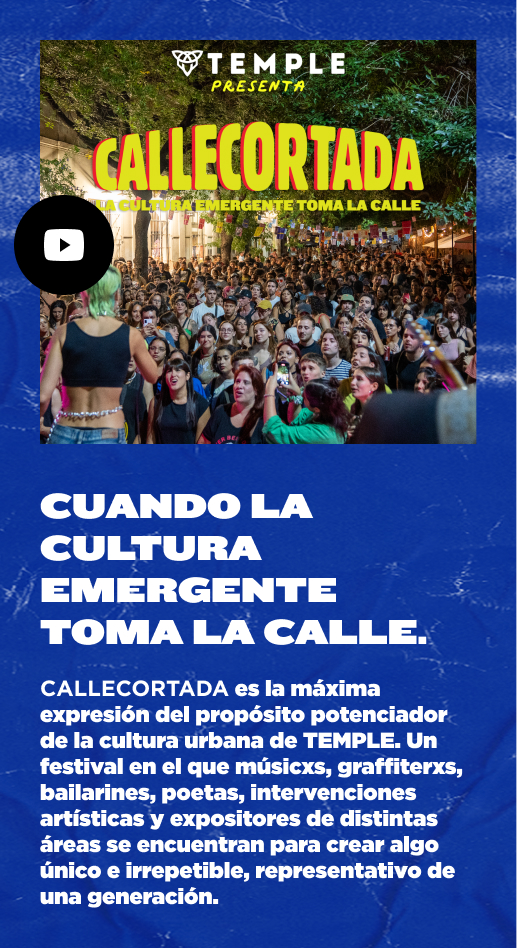 TEMPLE
PRESENTA
CALLECORTADA
LA CULTURA EMERGENTE TOMA LA CALLE
CUANDO LA
CULTURA
EMERGENTE
TOMA LA CALLE.
CALLECORTADA es la máxima
expresión del propósito potenciador
de la cultura urbana de TEMPLE. Un
festival en el que músicxs, graffiterxs,
bailarines, poetas, intervenciones
artísticas y expositores de distintas
áreas se encuentran para crear algo
único e irrepetible, representativo de
una generación.